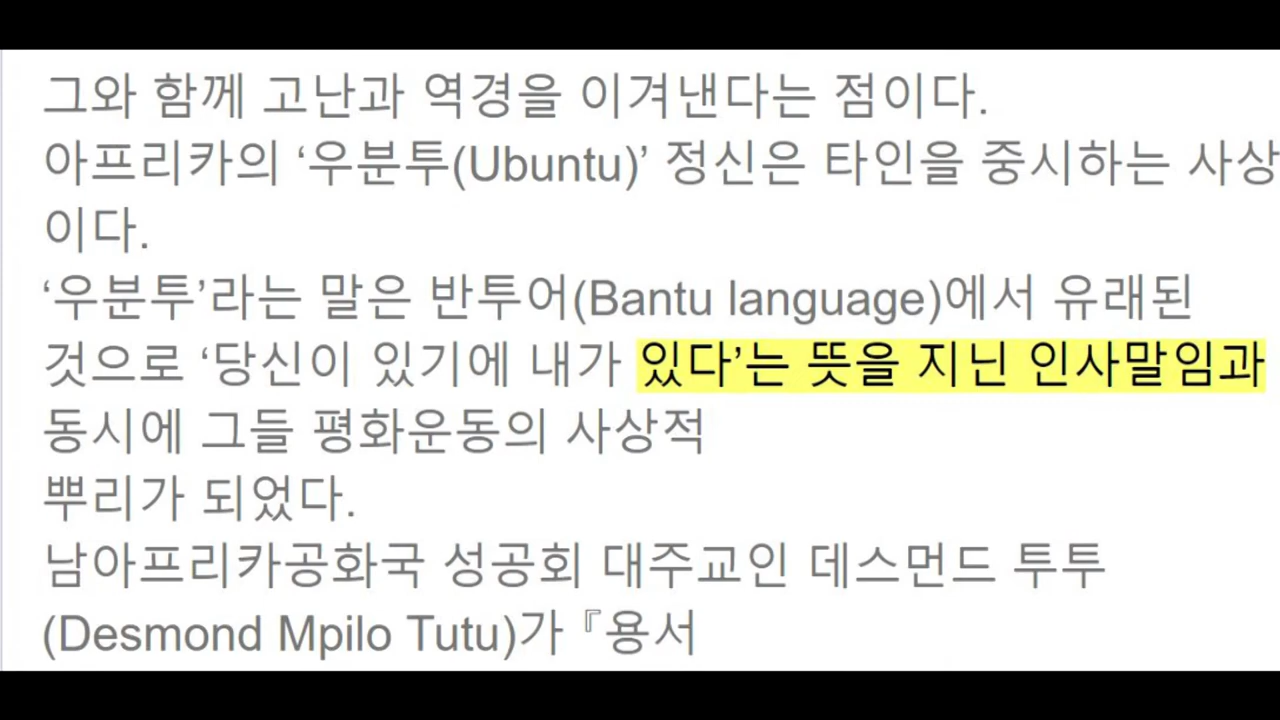 그와 함께 고난과 역경을 이겨낸다는 점이다.
아프리카의 ‘우분투(Ubuntu)’ 정신은 타인을 중시하는 사상
이다.
‘우분투’라는 말은 반투어(Bantu language)에서 유래된
것으로 ‘당신이 있기에 내가 있다’는 뜻을 지닌 인사말임과
동시에 그들 평화운동의 사상적
뿌리가 되었다.
남아프리카공화국 성공회 대주교인 데스먼드 투투
(Desmond Mpilo Tutu)가 『용서